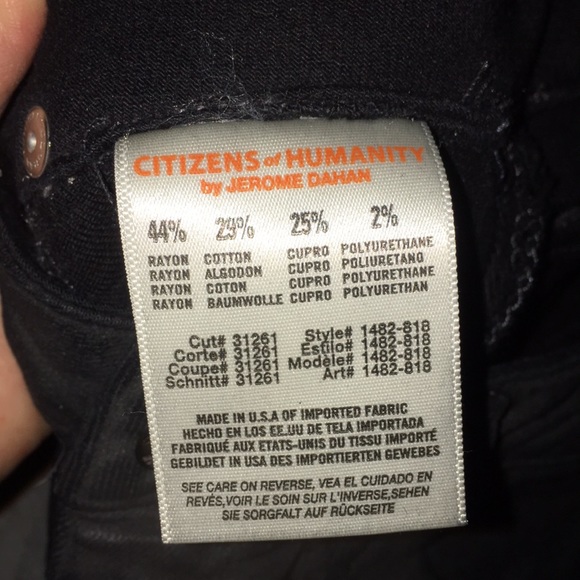 CITIZENS of HUMANITY
by JEROME DAHAN
44% 29% 25% 2%
RAYON COTTON CUPRO POLYURETHANE
RAYON ALGODON CUPRO POLIURETANO
RAYON COTON CUPRO POLYURETHANE
RAYON BAUMWOLLE CUPRO POLYURETHAN
Cut# 31261 Style# 1482-818
Corte# 31261 Estilo# 1482-818
Coupe# 31261 Modèle# 1482-818
Schnitt# 31261 Art# 1482-818
MADE IN U.S.A OF IMPORTED FABRIC
HECHO EN LOS EE.UU DE TELA IMPORTADA
FABRIQUÉ AUX ETATS-UNIS DU TISSU IMPORTÉ
GEBILDET IN USA DES IMPORTIERTEN GEWEBES
SEE CARE ON REVERSE, VEA EL CUIDADO EN
REVÉS,VOIR LE SOIN SUR L'INVERSE,SEHEN
SIE SORGFALT AUF RÜCKSEITE